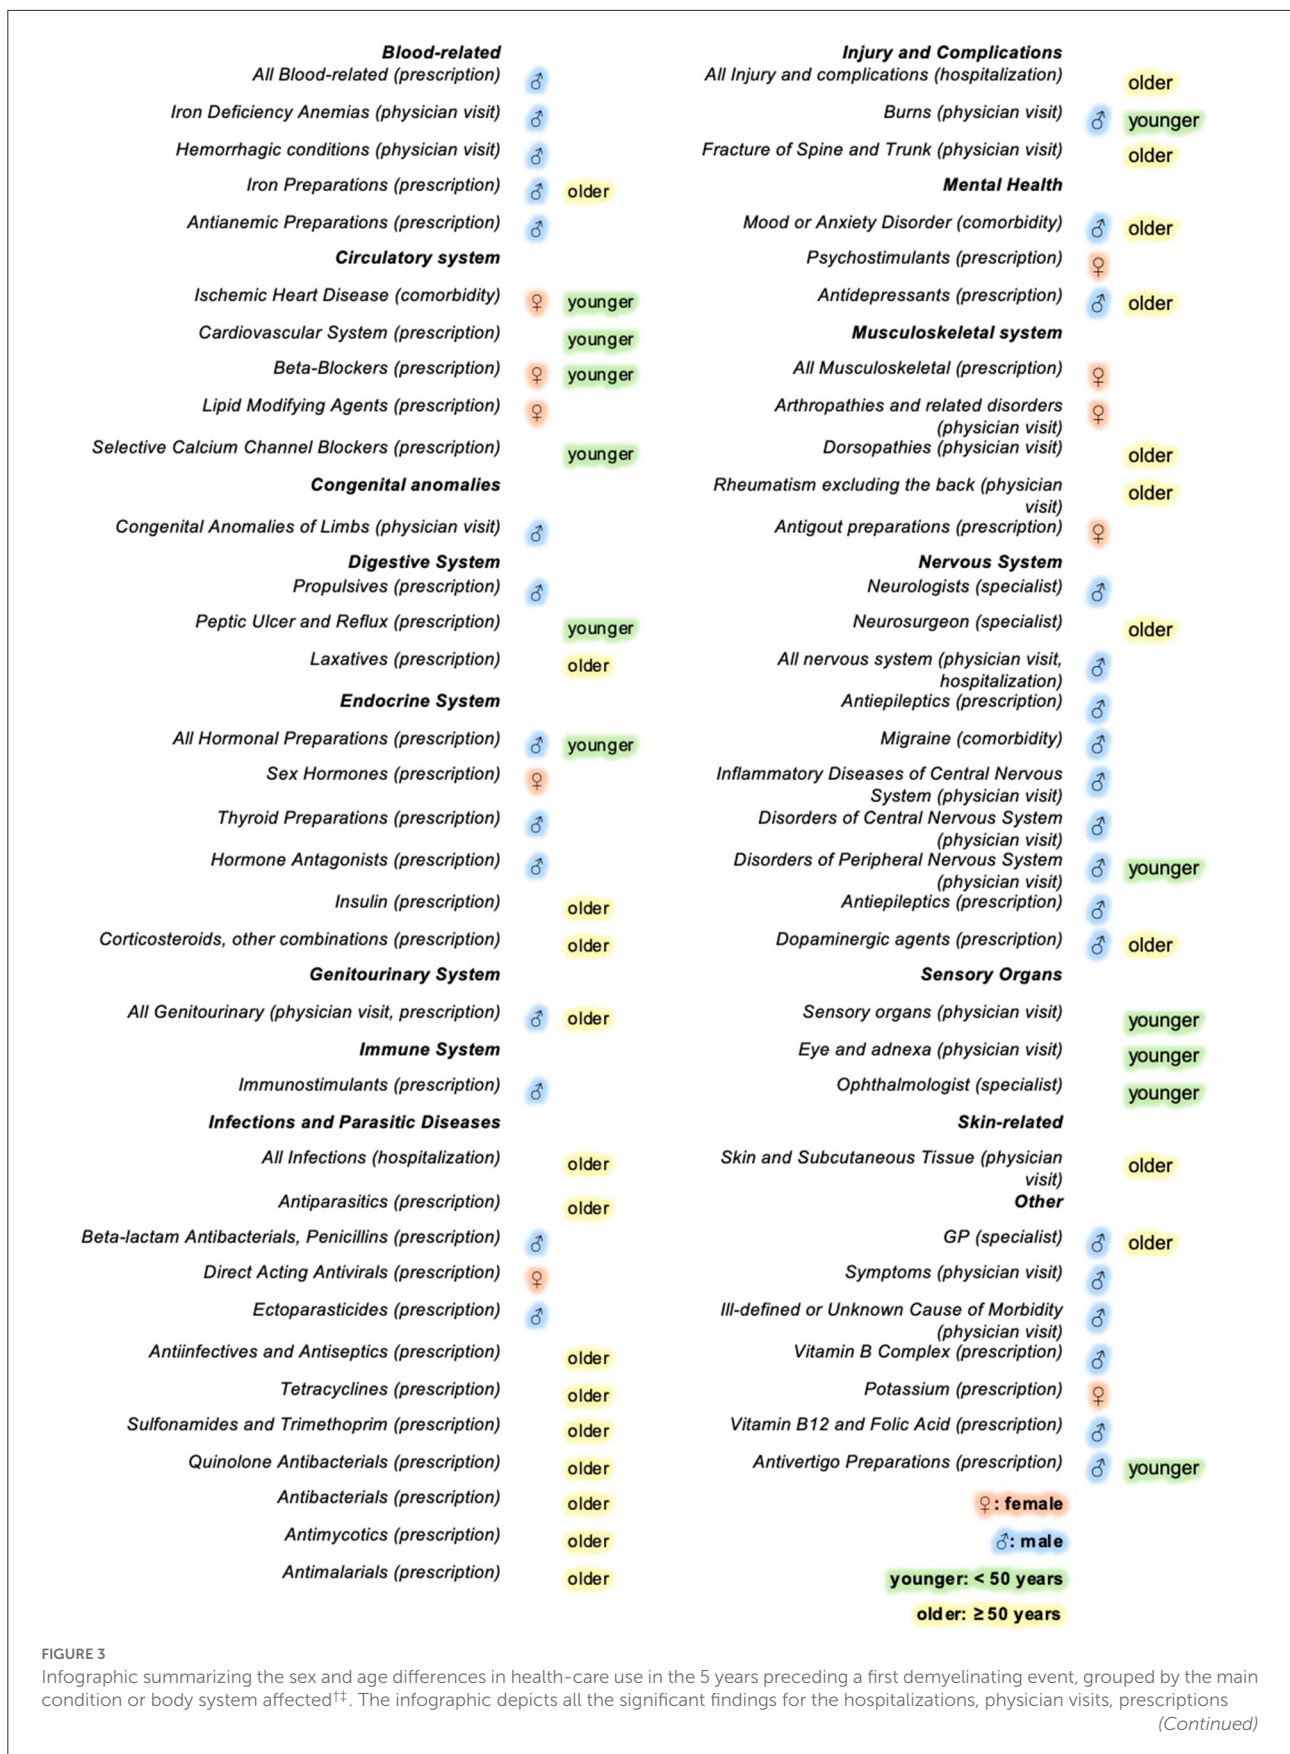 Blood-related
All Blood-related (prescription) ♂
Iron Deficiency Anemias (physician visit) ♂
Hemorrhagic conditions (physician visit) ♂
Iron Preparations (prescription) ♂ older
Antianemic Preparations (prescription) ♂
Circulatory system
Ischemic Heart Disease (comorbidity) ♀ younger
Cardiovascular System (prescription) younger
Beta-Blockers (prescription) ♀ younger
Lipid Modifying Agents (prescription) ♀
Selective Calcium Channel Blockers (prescription) younger
Congenital anomalies
Congenital Anomalies of Limbs (physician visit) ♂
Digestive System
Propulsives (prescription) ♂
Peptic Ulcer and Reflux (prescription) younger
Laxatives (prescription) older
Endocrine System
All Hormonal Preparations (prescription) ♂ younger
Sex Hormones (prescription) ♀
Thyroid Preparations (prescription) ♂
Hormone Antagonists (prescription) ♂
Insulin (prescription) older
Corticosteroids, other combinations (prescription) older
Genitourinary System
All Genitourinary (physician visit, prescription) ♂ older
Immune System
Immunostimulants (prescription) ♂
Infections and Parasitic Diseases
All Infections (hospitalization) older
Antiparasitics (prescription) older
Beta-lactam Antibacterials, Penicillins (prescription) ♂
Direct Acting Antivirals (prescription) ♀
Ectoparasticides (prescription) ♂
Antiinfectives and Antiseptics (prescription) older
Tetracyclines (prescription) older
Sulfonamides and Trimethoprim (prescription) older
Quinolone Antibacterials (prescription) older
Antibacterials (prescription) older
Antimycotics (prescription) older
Antimalarials (prescription) older
Injury and Complications
All Injury and complications (hospitalization) older
Burns (physician visit) ♂ younger
Fracture of Spine and Trunk (physician visit) older
Mental Health
Mood or Anxiety Disorder (comorbidity) ♂ older
Psychostimulants (prescription) ♀
Antidepressants (prescription) ♂ older
Musculoskeletal system
All Musculoskeletal (prescription) ♀
Arthropathies and related disorders ♀
(physician visit)
Dorsopathies (physician visit) older
Rheumatism excluding the back (physician older
visit)
Antigout preparations (prescription) ♀
Nervous System
Neurologists (specialist) ♂
Neurosurgeon (specialist) older
All nervous system (physician visit, ♂
hospitalization)
Antiepileptics (prescription) ♂
Migraine (comorbidity) ♂
Inflammatory Diseases of Central Nervous ♂
System (physician visit)
Disorders of Central Nervous System ♂
(physician visit)
Disorders of Peripheral Nervous System ♂ younger
(physician visit)
Antiepileptics (prescription) ♂
Dopaminergic agents (prescription) ♂ older
Sensory Organs
Sensory organs (physician visit) younger
Eye and adnexa (physician visit) younger
Ophthalmologist (specialist) younger
Skin-related
Skin and Subcutaneous Tissue (physician older
visit)
Other
GP (specialist) ♂ older
Symptoms (physician visit) ♂
Ill-defined or Unknown Cause of Morbidity ♂
(physician visit)
Vitamin B Complex (prescription) ♂
Potassium (prescription) ♀
Vitamin B12 and Folic Acid (prescription) ♂
Antivertigo Preparations (prescription) ♂ younger
♀: female
♂: male
younger: < 50 years
older: ≥ 50 years
FIGURE 3
Infographic summarizing the sex and age differences in health-care use in the 5 years preceding a first demyelinating event, grouped by the main
condition or body system affected†‡. The infographic depicts all the significant findings for the hospitalizations, physician visits, prescriptions
(Continued)